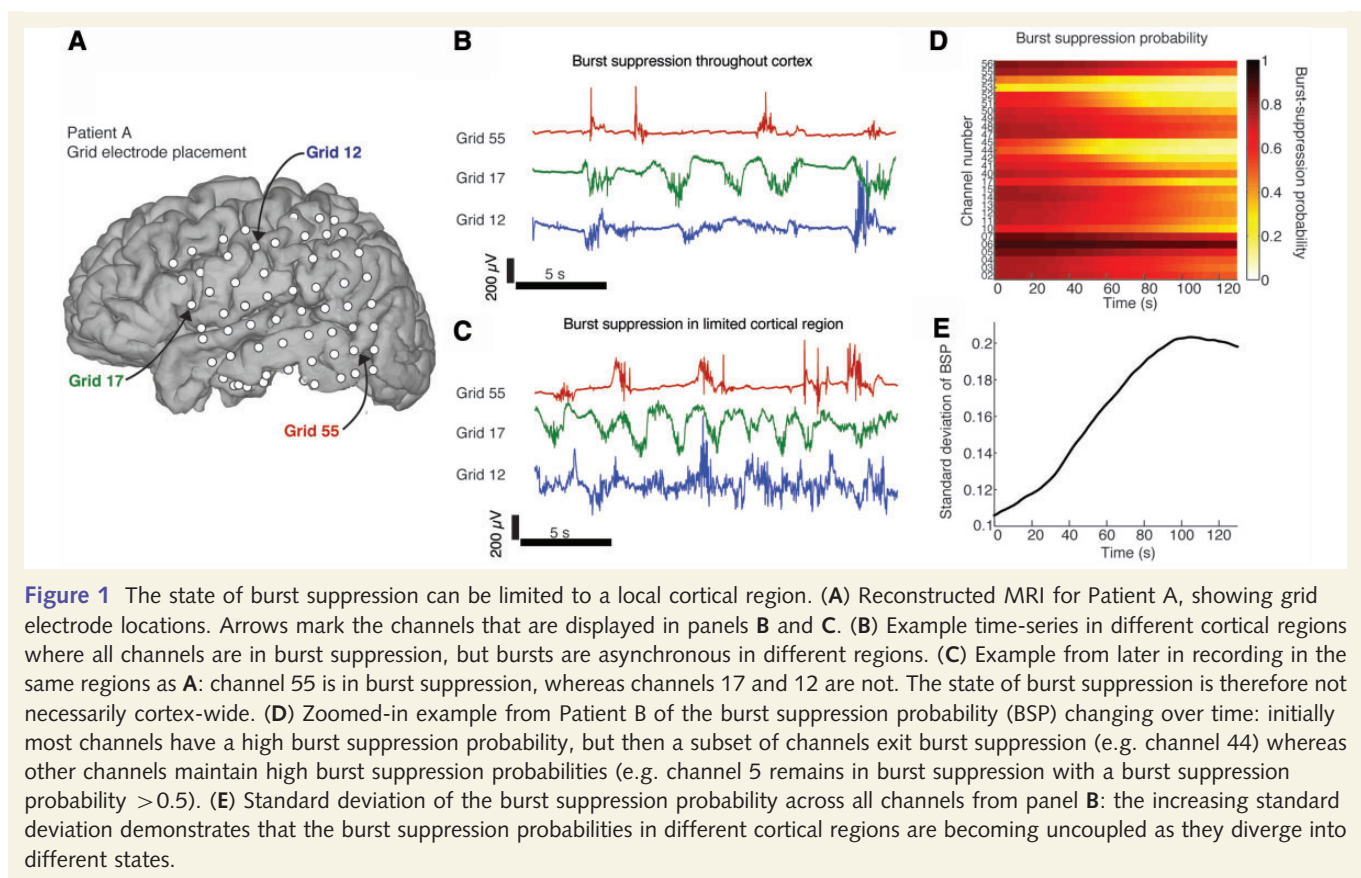 A
Patient A
Grid electrode placement
Grid 12
Grid 17
Grid 55
B
Burst suppression throughout cortex
Grid 55
Grid 17
Grid 12
200 µV
5 s
C
Burst suppression in limited cortical region
Grid 55
Grid 17
Grid 12
200 µV
5 s
D
Burst suppression probability
Channel number
0 20 40 60 80 100 120
Time (s)
1
0.8
0.6
0.4
0.2
0
Burst-suppression probability
E
Standard deviation of BSP
0.2
0.18
0.16
0.14
0.12
0.1
0 20 40 60 80 100 120
Time (s)
Figure 1 The state of burst suppression can be limited to a local cortical region. (A) Reconstructed MRI for Patient A, showing grid
electrode locations. Arrows mark the channels that are displayed in panels B and C. (B) Example time-series in different cortical regions
where all channels are in burst suppression, but bursts are asynchronous in different regions. (C) Example from later in recording in the
same regions as A: channel 55 is in burst suppression, whereas channels 17 and 12 are not. The state of burst suppression is therefore not
necessarily cortex-wide. (D) Zoomed-in example from Patient B of the burst suppression probability (BSP) changing over time: initially
most channels have a high burst suppression probability, but then a subset of channels exit burst suppression (e.g. channel 44) whereas
other channels maintain high burst suppression probabilities (e.g. channel 5 remains in burst suppression with a burst suppression
probability >0.5). (E) Standard deviation of the burst suppression probability across all channels from panel B: the increasing standard
deviation demonstrates that the burst suppression probabilities in different cortical regions are becoming uncoupled as they diverge into
different states.